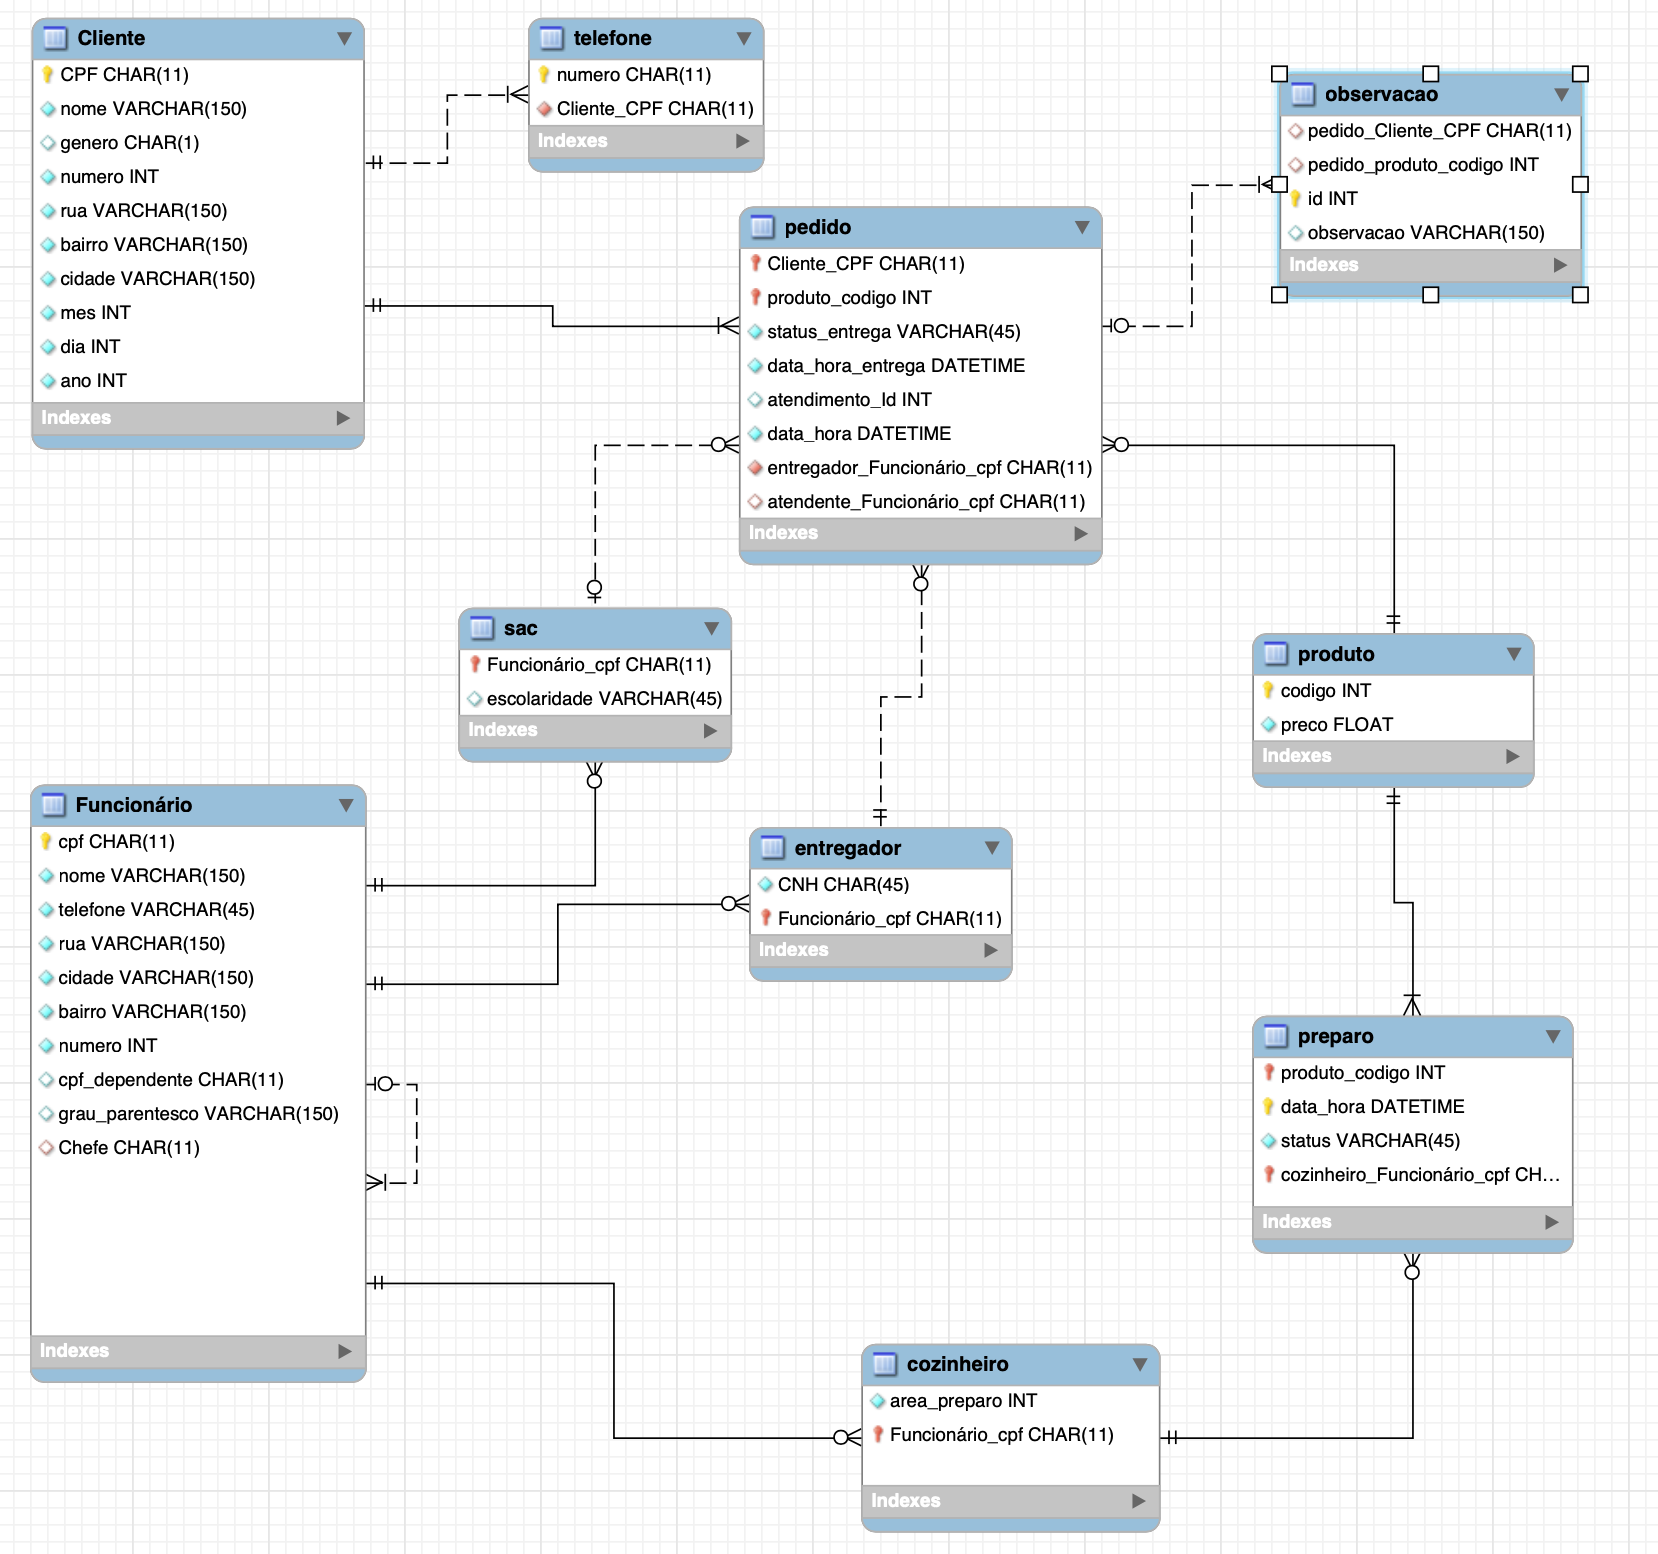 Cliente
CPF CHAR(11)
nome VARCHAR(150)
genero CHAR(1)
numero INT
rua VARCHAR(150)
bairro VARCHAR(150)
cidade VARCHAR(150)
mes INT
dia INT
ano INT
Indexes
telefone
numero CHAR(11)
Cliente_CPF CHAR(11)
Indexes
observacao
pedido_Cliente_CPF CHAR(11)
pedido_produto_codigo INT
id INT
observacao VARCHAR(150)
Indexes
pedido
Cliente_CPF CHAR(11)
produto_codigo INT
status_entrega VARCHAR(45)
data_hora_entrega DATETIME
atendimento_Id INT
data_hora DATETIME
entregador_Funcionário_cpf CHAR(11)
atendente_Funcionário_cpf CHAR(11)
Indexes
sac
Funcionário_cpf CHAR(11)
escolaridade VARCHAR(45)
Indexes
produto
codigo INT
preco FLOAT
Indexes
Funcionário
cpf CHAR(11)
nome VARCHAR(150)
telefone VARCHAR(45)
rua VARCHAR(150)
cidade VARCHAR(150)
bairro VARCHAR(150)
numero INT
cpf_dependente CHAR(11)
grau_parentesco VARCHAR(150)
Chefe CHAR(11)
Indexes
entregador
CNH CHAR(45)
Funcionário_cpf CHAR(11)
Indexes
preparo
produto_codigo INT
data_hora DATETIME
status VARCHAR(45)
cozinheiro_Funcionário_cpf CH...
Indexes
cozinheiro
area_preparo INT
Funcionário_cpf CHAR(11)
Indexes